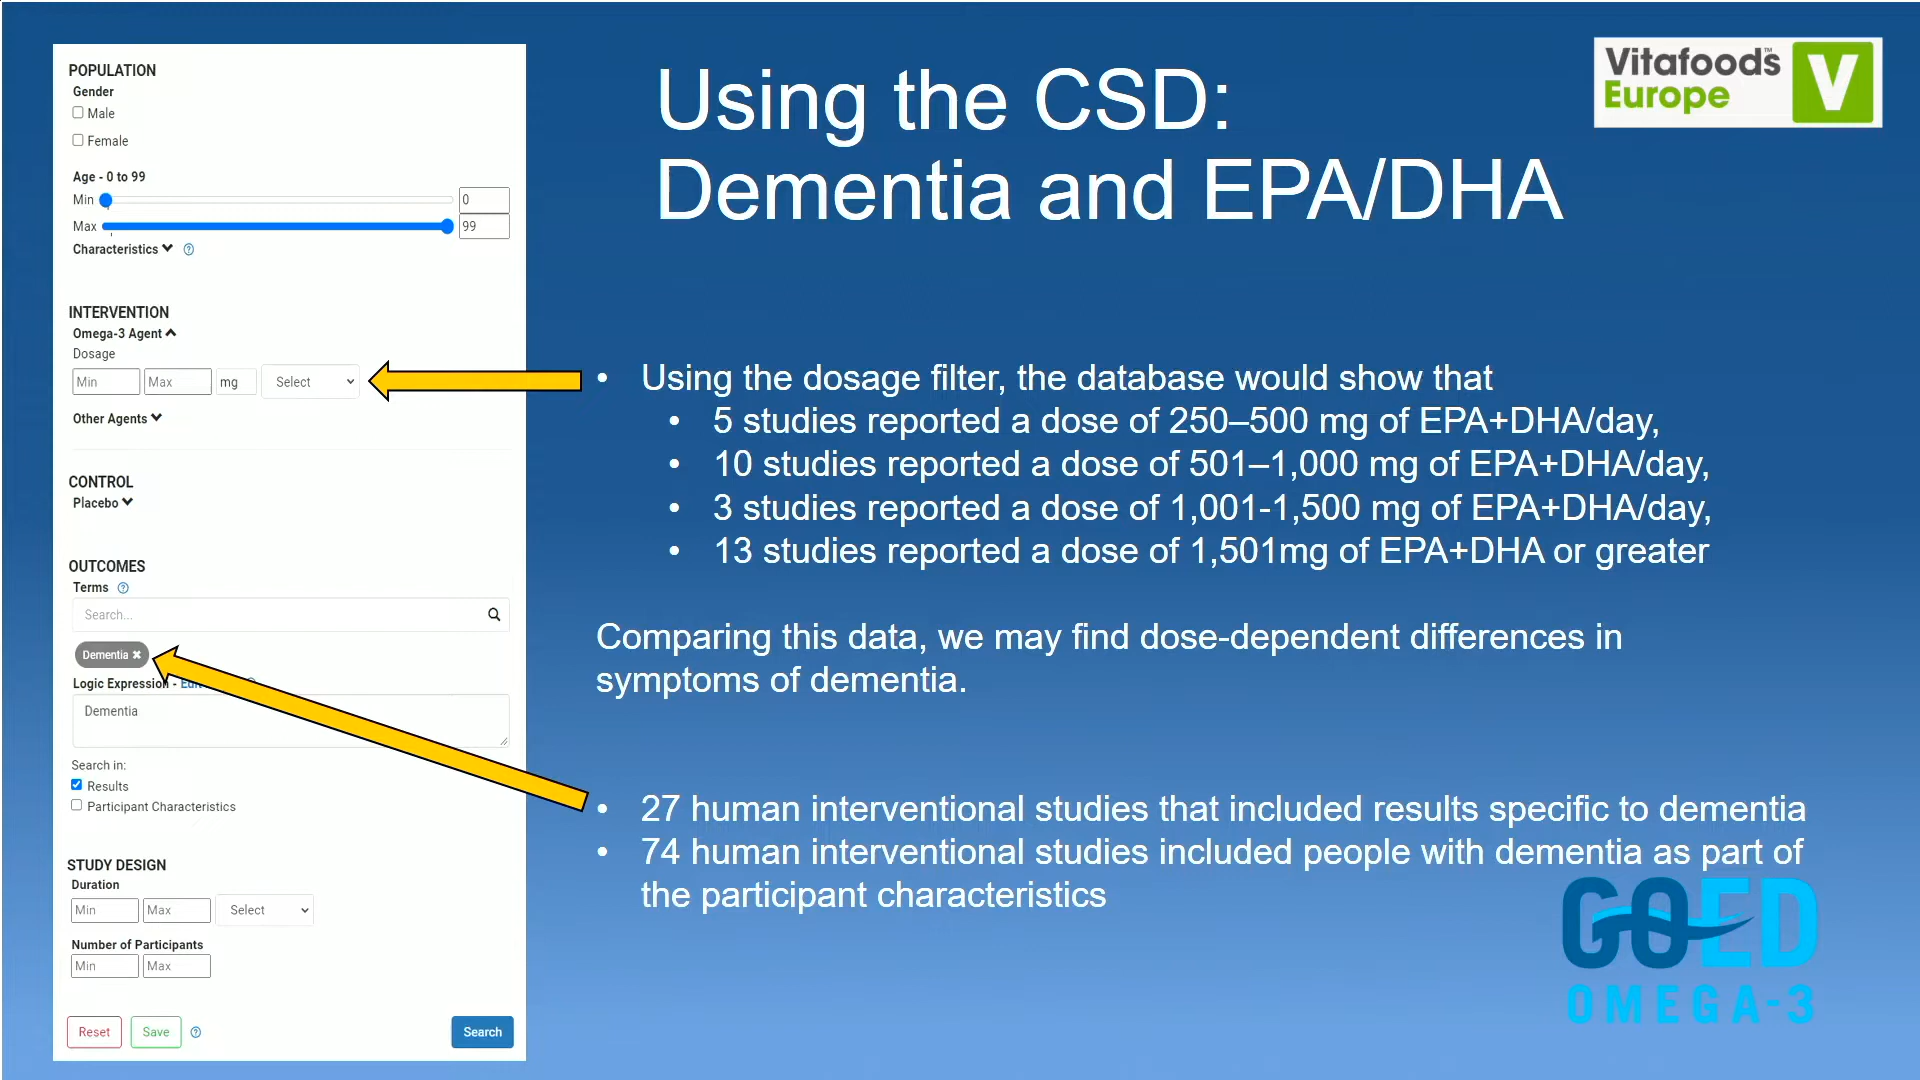 POPULATION
Gender
Male
Female
Age - 0 to 99
Min 0
Max 99
Characteristics
INTERVENTION
Omega-3 Agent
Dosage
Min Max mg Select
Other Agents
CONTROL
Placebo
OUTCOMES
Terms
Search...
Dementia
Logic Expression -
Dementia
Search in:
Results
Participant Characteristics
STUDY DESIGN
Duration
Min Max Select
Number of Participants
Min Max
Reset Save Search
Using the CSD:
Dementia and EPA/DHA
Vitafoods™
Europe
V
• Using the dosage filter, the database would show that
• 5 studies reported a dose of 250–500 mg of EPA+DHA/day,
• 10 studies reported a dose of 501–1,000 mg of EPA+DHA/day,
• 3 studies reported a dose of 1,001-1,500 mg of EPA+DHA/day,
• 13 studies reported a dose of 1,501mg of EPA+DHA or greater
Comparing this data, we may find dose-dependent differences in
symptoms of dementia.
• 27 human interventional studies that included results specific to dementia
• 74 human interventional studies included people with dementia as part of
the participant characteristics
GOED
OMEGA-3